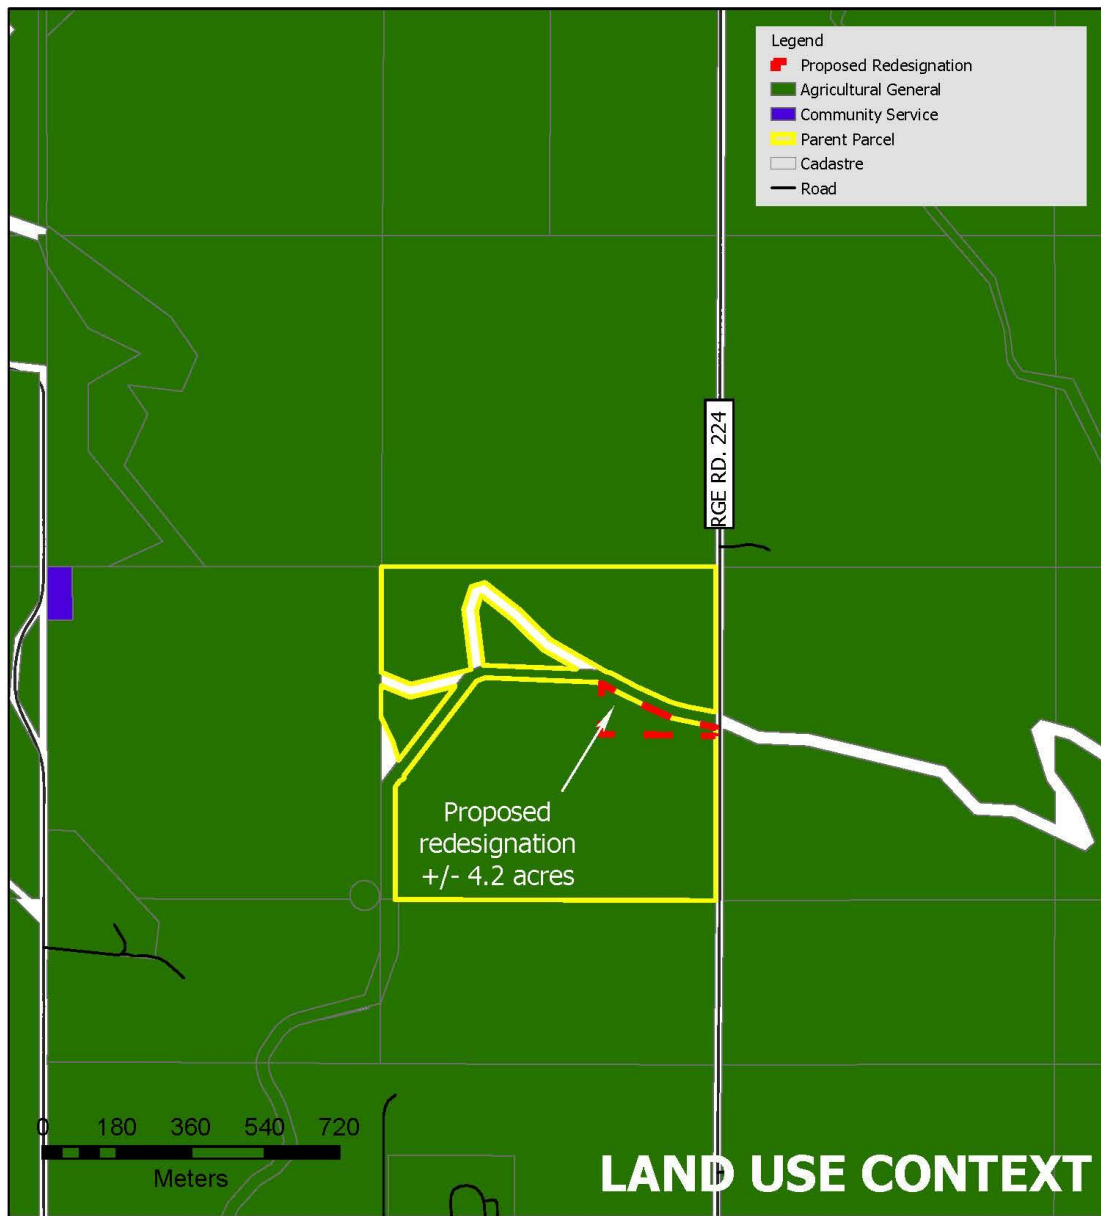 Legend
Proposed Redesignation
Agricultural General
Community Service
Parent Parcel
Cadastre
Road
RGE RD. 224
Proposed
redesignation
+/- 4.2 acres
0 180 360 540 720
Meters
LAND USE CONTEXT